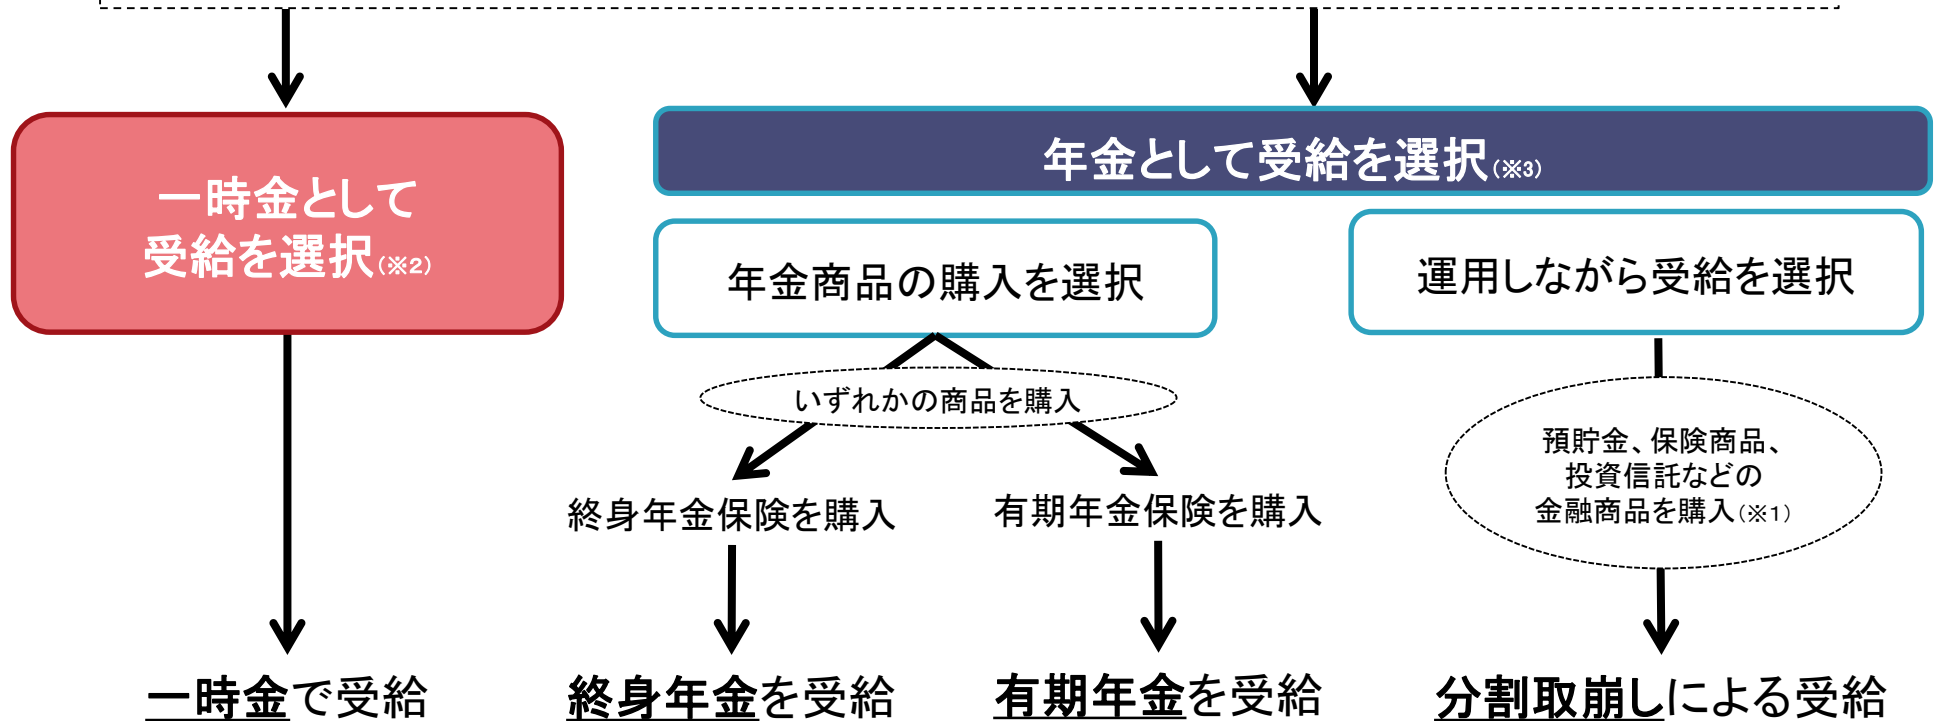 一時金として
受給を選択(※2)
年金として受給を選択(※3)
年金商品の購入を選択
運用しながら受給を選択
いずれかの商品を購入
預貯金、保険商品、
投資信託などの
金融商品を購入(※1)
終身年金保険を購入
有期年金保険を購入
一時金で受給
終身年金を受給
有期年金を受給
分割取崩しによる受給